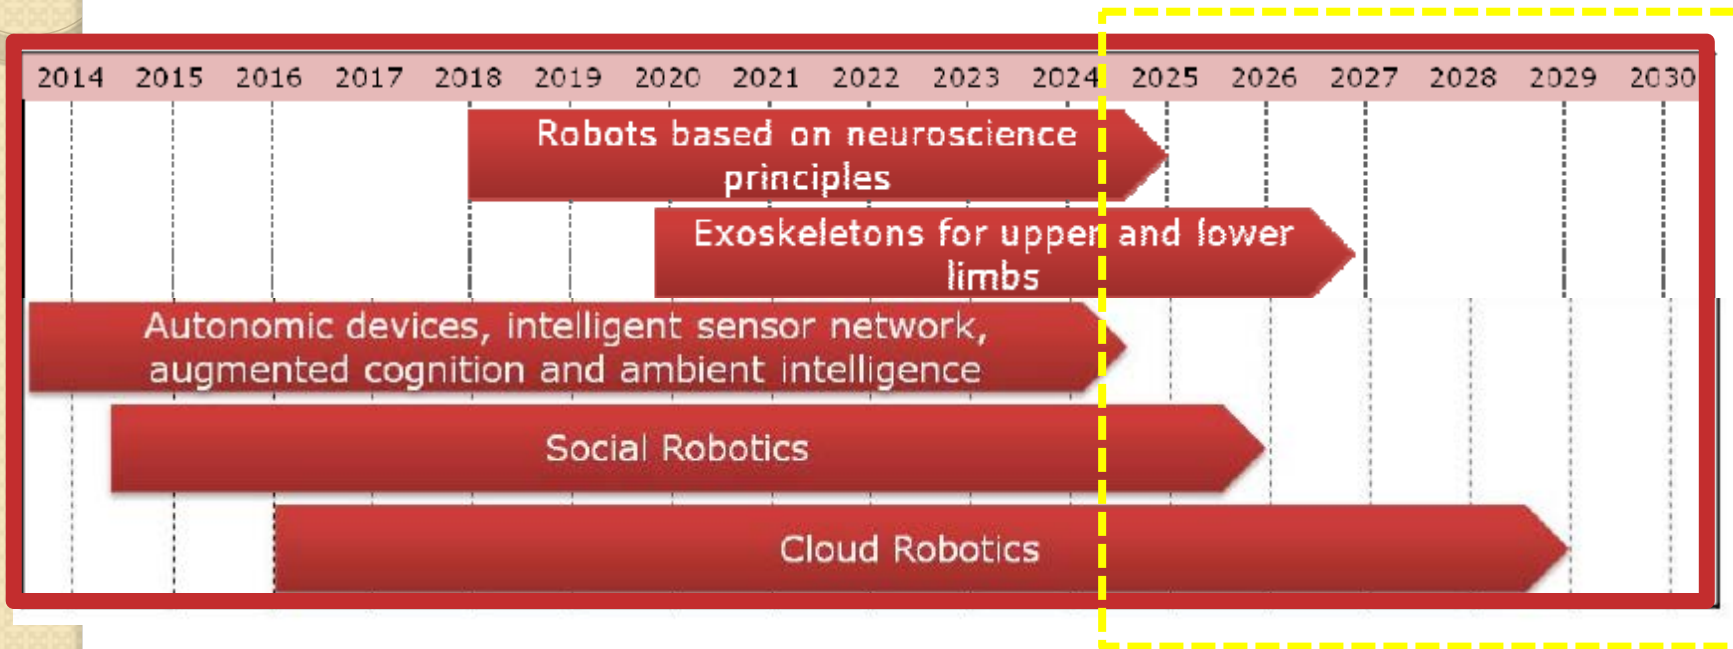 2014 2015 2016 2017 2018 2019 2020 2021 2022 2023 2024 2025 2026 2027 2028 2029 2030
Robots based on neuroscience
principles
Exoskeletons for upper and lower
limbs
Autonomic devices, intelligent sensor network,
augmented cognition and ambient intelligence
Social Robotics
Cloud Robotics